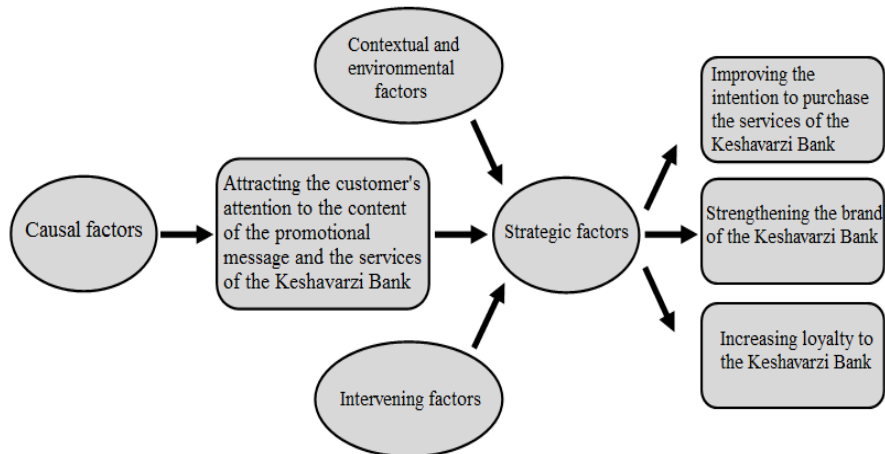 Contextual and
environmental
factors
Causal factors
Attracting the customer's
attention to the content
of the promotional
message and the services
of the Keshavarzi Bank
Strategic factors
Intervening factors
Improving the
intention to purchase
the services of the
Keshavarzi Bank
Strengthening the brand
of the Keshavarzi Bank
Increasing loyalty to
the Keshavarzi Bank